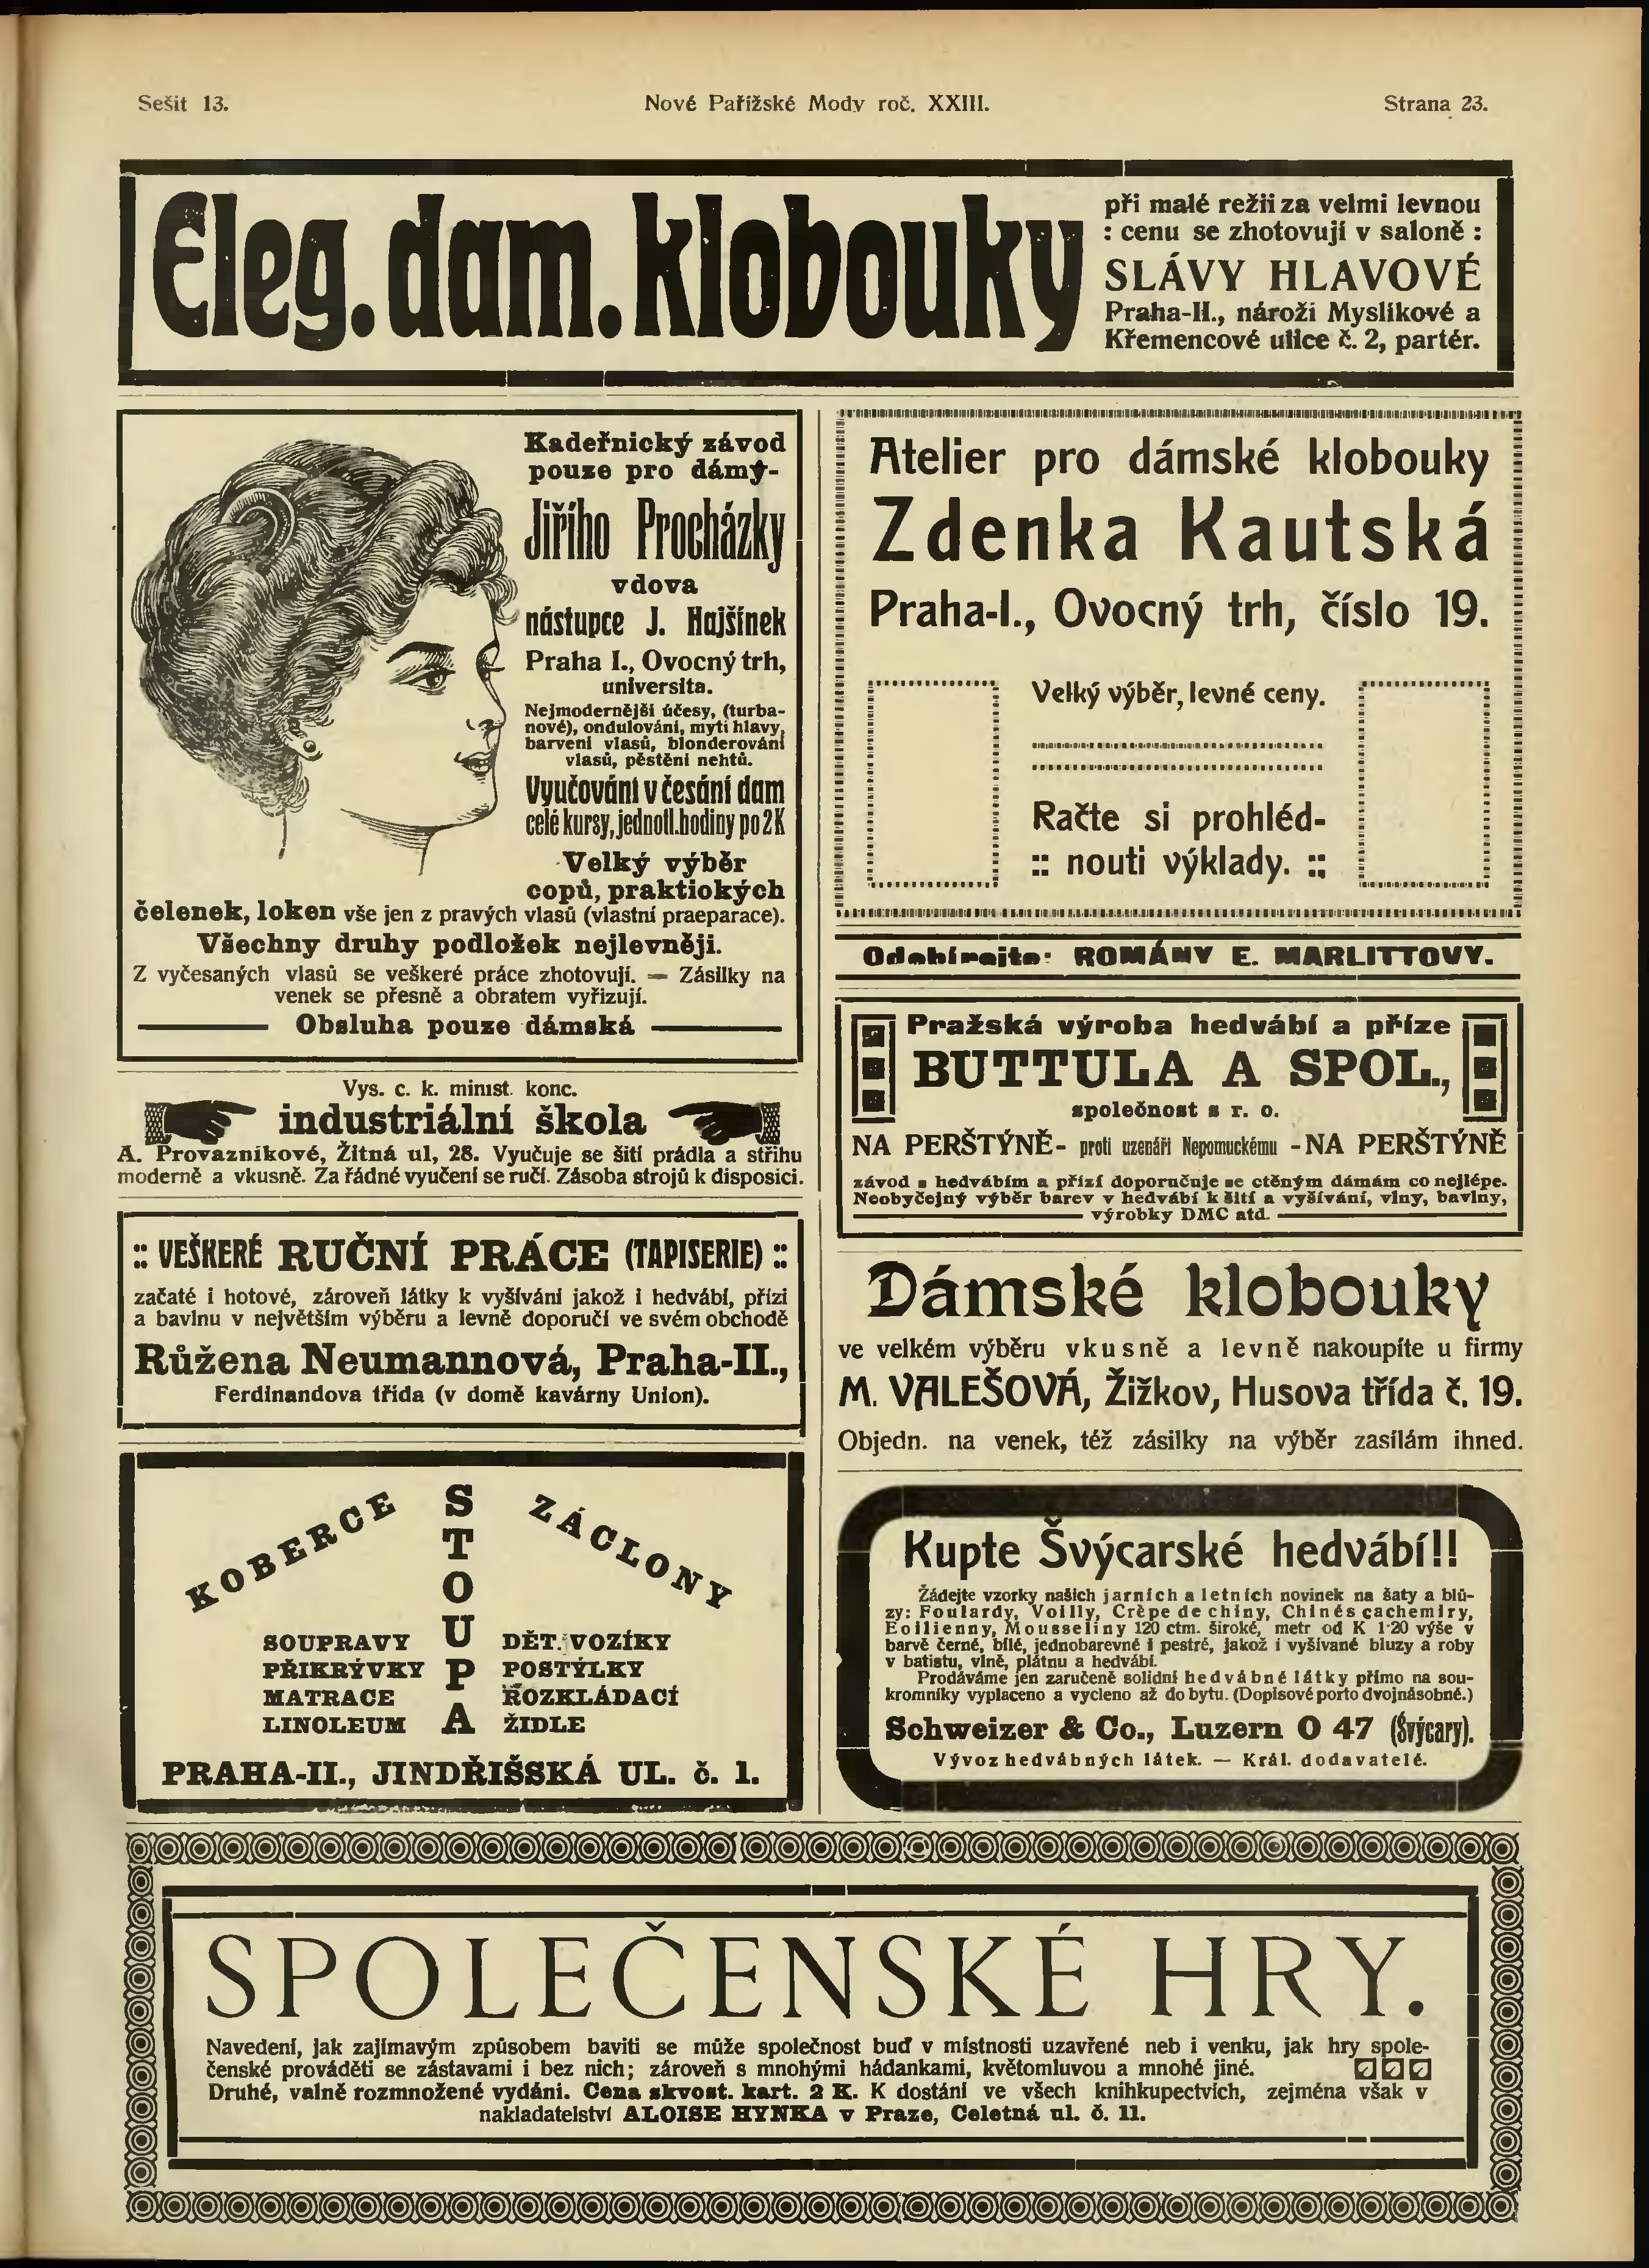 Sešit 13.
Nové Pařížské Mody roč. XXIII.
Strana 23.
Eleg. dam. klobouky
při malé režii za velmi levnou
: cenu se zhotovují v saloně :
SLÁVY HLAVOVÉ
Praha-II., nároží Myslíkové a
Křemencové ulice č. 2, partér.
Kadeřnický závod
pouze pro dámy-
Jiřího Procházky
vdova
nástupce J. Hajšínek
Praha I., Ovocný trh,
universita.
Nejmodernější účesy, (turba-
nové), ondulování, mytí hlavy,
barvení vlasů, blonderování
vlasů, pěstění nehtů.
Vyučování v česání dam
celé kursy, jednotl. hodiny po 2 K
Velký výběr
copů, praktiokých
čelenek, loken vše jen z pravých vlasů (vlastní praeparace).
Všechny druhy podložek nejlevněji.
Z vyčesaných vlasů se veškeré práce zhotovují. — Zásilky na
venek se přesně a obratem vyřizují.
Obsluha pouze dámská
Vys. c. k. minist. konc.
industriální škola
A. Provazníkové, Žitná ul, 28. Vyučuje se šití prádla a střihu
moderně a vkusně. Za řádné vyučení se ručí. Zásoba strojů k disposici.
:: VEŠKERÉ RUČNÍ PRÁCE (TAPISERIE) ::
začaté i hotové, zároveň látky k vyšívání jakož i hedvábí, přízi
a bavlnu v největším výběru a levně doporučí ve svém obchodě
Růžena Neumannová, Praha-II.,
Ferdinandova třída (v domě kavárny Union).
KOBERCE
STOUPA
ZÁCLONY
SOUPRAVY
PŘIKRÝVKY
MATRACE
LINOLEUM
DĚT. VOZÍKY
POSTÝLKY
ROZKLÁDACÍ
ŽIDLE
PRAHA-II., JINDŘIŠSKÁ UL. č. 1.
Atelier pro dámské klobouky
Zdenka Kautská
Praha-I., Ovocný trh, číslo 19.
Velký výběr, levné ceny.
Račte si prohléd-
:: nouti výklady. ::
Odebírejte: ROMÁNY E. MARLITTOVY.
Pražská výroba hedvábí a příze
BUTTULA A SPOL.,
společnost s r. o.
NA PERŠTÝNĚ- proti uzenáři Nepomuckému -NA PERŠTÝNĚ
závod s hedvábím a přízí doporučuje se ctěným dámám co nejlépe.
Neobyčejný výběr barev v hedvábí k šití a vyšívání, vlny, bavlny,
výrobky DMC atd.
Dámské klobouky
ve velkém výběru vkusně a levně nakoupíte u firmy
M. VALEŠOVÁ, Žižkov, Husova třída č. 19.
Objedn. na venek, též zásilky na výběr zasílám ihned.
Kupte Švýcarské hedvábí!!
Žádejte vzorky našich jarních a letních novinek na šaty a blů-
zy: Foulardy, Voilly, Crêpe de chiny, Chinés cachemiry,
Eoilienny, Mousseliny 120 ctm. široké, metr od K 1·20 výše v
barvě černé, bílé, jednobarevné i pestré, jakož i vyšívané bluzy a roby
v batistu, vlně, plátnu a hedvábí.
Prodáváme jen zaručeně solidní hedvábné látky přímo na sou-
kromníky vyplaceno a vycleno až do bytu. (Dopisové porto dvojnásobné.)
Schweizer & Co., Luzern O 47 (Švýcary).
Vývoz hedvábných látek. — Král. dodavatelé.
SPOLEČENSKÉ HRY.
Navedení, jak zajímavým způsobem baviti se může společnost buď v místnosti uzavřené neb i venku, jak hry spole-
čenské prováděti se zástavami i bez nich; zároveň s mnohými hádankami, květomluvou a mnohé jiné.
Druhé, valně rozmnožené vydání. Cena skvost. kart. 2 K. K dostání ve všech knihkupectvích, zejména však v
nakladatelství ALOISE HYNKA v Praze, Celetná ul. č. 11.